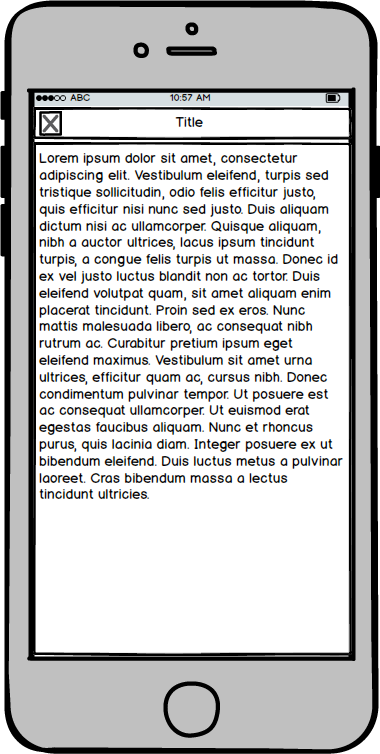 ABC 10:57 AM
Title
Lorem ipsum dolor sit amet, consectetur
adipiscing elit. Vestibulum eleifend, turpis sed
tristique sollicitudin, odio felis efficitur justo,
quis efficitur nisi nunc sed justo. Duis aliquam
dictum nisi ac ullamcorper. Quisque aliquam,
nibh a auctor ultrices, lacus ipsum tincidunt
turpis, a congue felis turpis ut massa. Donec id
ex vel justo luctus blandit non ac tortor. Duis
eleifend volutpat quam, sit amet aliquam enim
placerat tincidunt. Proin sed ex eros. Nunc
mattis malesuada libero, ac consequat nibh
rutrum ac. Curabitur pretium ipsum eget
eleifend maximus. Vestibulum sit amet urna
ultrices, efficitur quam ac, cursus nibh. Donec
condimentum pulvinar tempor. Ut posuere est
ac consequat ullamcorper. Ut euismod erat
egestas faucibus aliquam. Nunc et rhoncus
purus, quis lacinia diam. Integer posuere ex ut
bibendum eleifend. Duis luctus metus a pulvinar
laoreet. Cras bibendum massa a lectus
tincidunt ultricies.